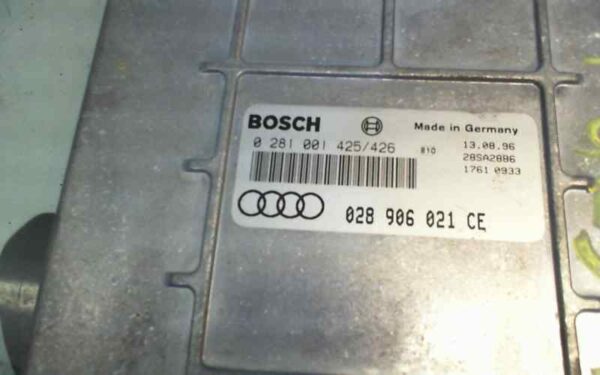 BOSCH
Made in Germany
0 281 001 425/426
810
13.08.96
28SA2886
1761 0933
028 906 021 CE